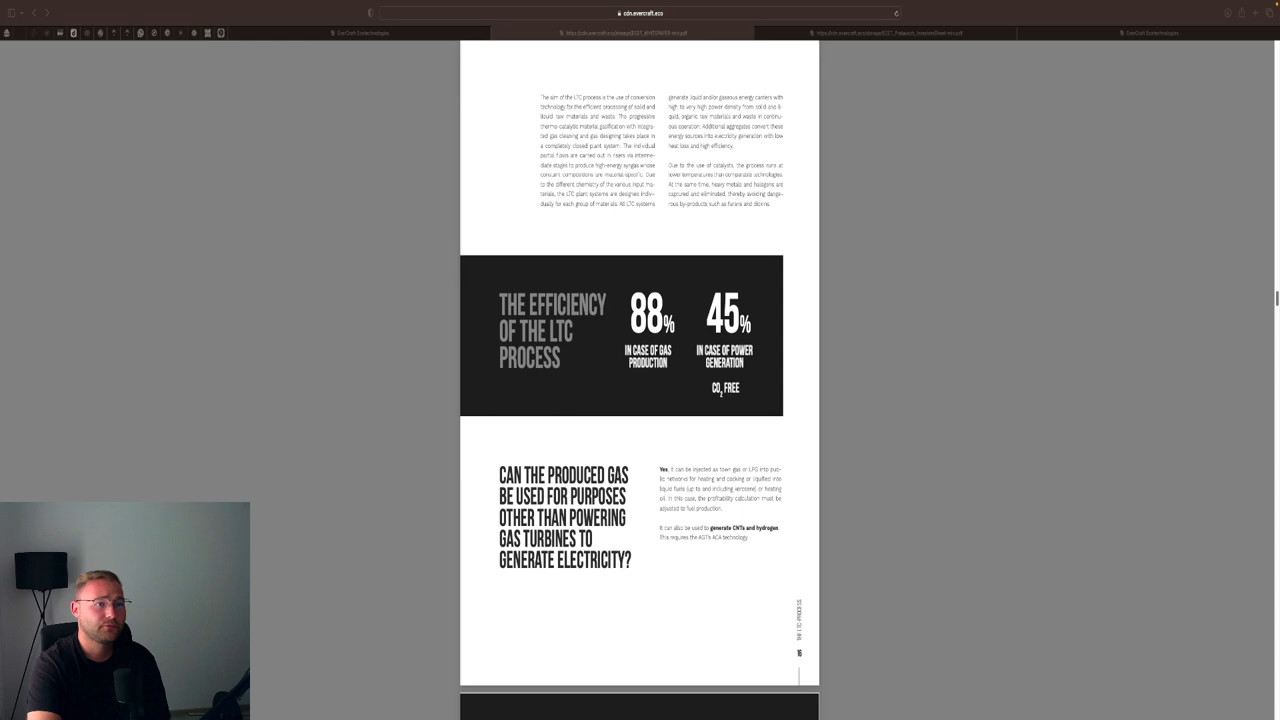 cdn.evercraft.eco
EverCraft Ecotechnologies
EverCraft Ecotechnologies
The aim of the LTC process is the use of conversion
technology for the efficient processing of solid and
liquid raw materials and waste. The progressive
thermo-catalytic material gasification with integra-
ted gas cleaning and gas designing takes place in
a completely closed plant system. The individual
partial flows are carried out in risers via interme-
diate stages to produce high-energy syngas whose
constant compositions are material-specific. Due
to the different chemistry of the various input ma-
terials, the LTC plant systems are designed indivi-
dually for each group of materials. All LTC systems
generate liquid and/or gaseous energy carriers with
high to very high power density from solid and li-
quid, organic raw materials and waste in continu-
ous operation. Additional aggregates convert these
energy sources into electricity generation with low
heat loss and high efficiency.
Due to the use of catalysts, the process runs at
lower temperatures than comparable technologies.
At the same time, heavy metals and halogens are
captured and eliminated, thereby avoiding dange-
rous by-products such as furans and dioxins.
THE EFFICIENCY
OF THE LTC
PROCESS
88%
IN CASE OF GAS
PRODUCTION
45%
IN CASE OF POWER
GENERATION
CO2 FREE
CAN THE PRODUCED GAS
BE USED FOR PURPOSES
OTHER THAN POWERING
GAS TURBINES TO
GENERATE ELECTRICITY?
Yes, it can be injected as town gas or LPG into pub-
lic networks for heating and cooking or liquified into
liquid fuels (up to and including kerosene) or heating
oil. In this case, the profitability calculation must be
adjusted to fuel production.
It can also be used to generate CNTs and hydrogen.
This requires the AGT's ACA technology.
THE LTC-PROCESS